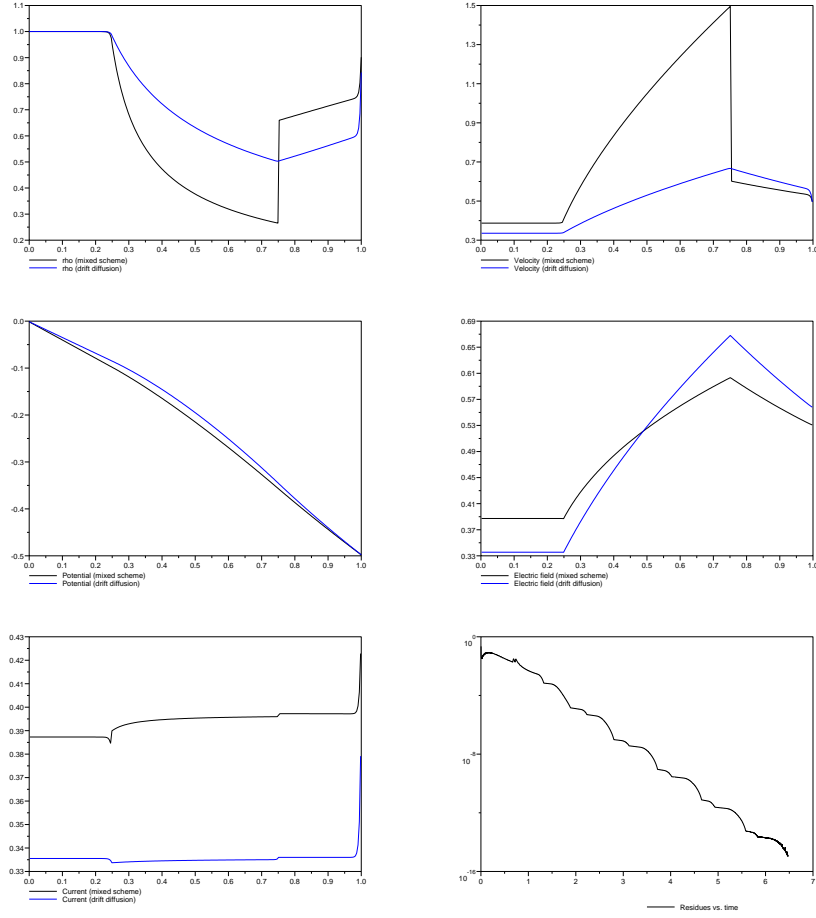 1.1
1.0
0.9
0.8
0.7
0.6
0.5
0.4
0.3
0.2
0.0 0.1 0.2 0.3 0.4 0.5 0.6 0.7 0.8 0.9 1.0
rho (mixed scheme)
rho (drift diffusion)
1.5
1.3
1.1
0.9
0.7
0.5
0.3
0.0 0.1 0.2 0.3 0.4 0.5 0.6 0.7 0.8 0.9 1.0
Velocity (mixed scheme)
Velocity (drift diffusion)
0.0
-0.1
-0.2
-0.3
-0.4
-0.5
0.0 0.1 0.2 0.3 0.4 0.5 0.6 0.7 0.8 0.9 1.0
Potential (mixed scheme)
Potential (drift diffusion)
0.69
0.65
0.61
0.57
0.53
0.49
0.45
0.41
0.37
0.33
0.0 0.1 0.2 0.3 0.4 0.5 0.6 0.7 0.8 0.9 1.0
Electric field (mixed scheme)
Electric field (drift diffusion)
0.43
0.42
0.41
0.40
0.39
0.38
0.37
0.36
0.35
0.34
0.33
0.0 0.1 0.2 0.3 0.4 0.5 0.6 0.7 0.8 0.9 1.0
Current (mixed scheme)
Current (drift diffusion)
0
10
-8
10
-16
10
0 1 2 3 4 5 6 7
Residues vs. time